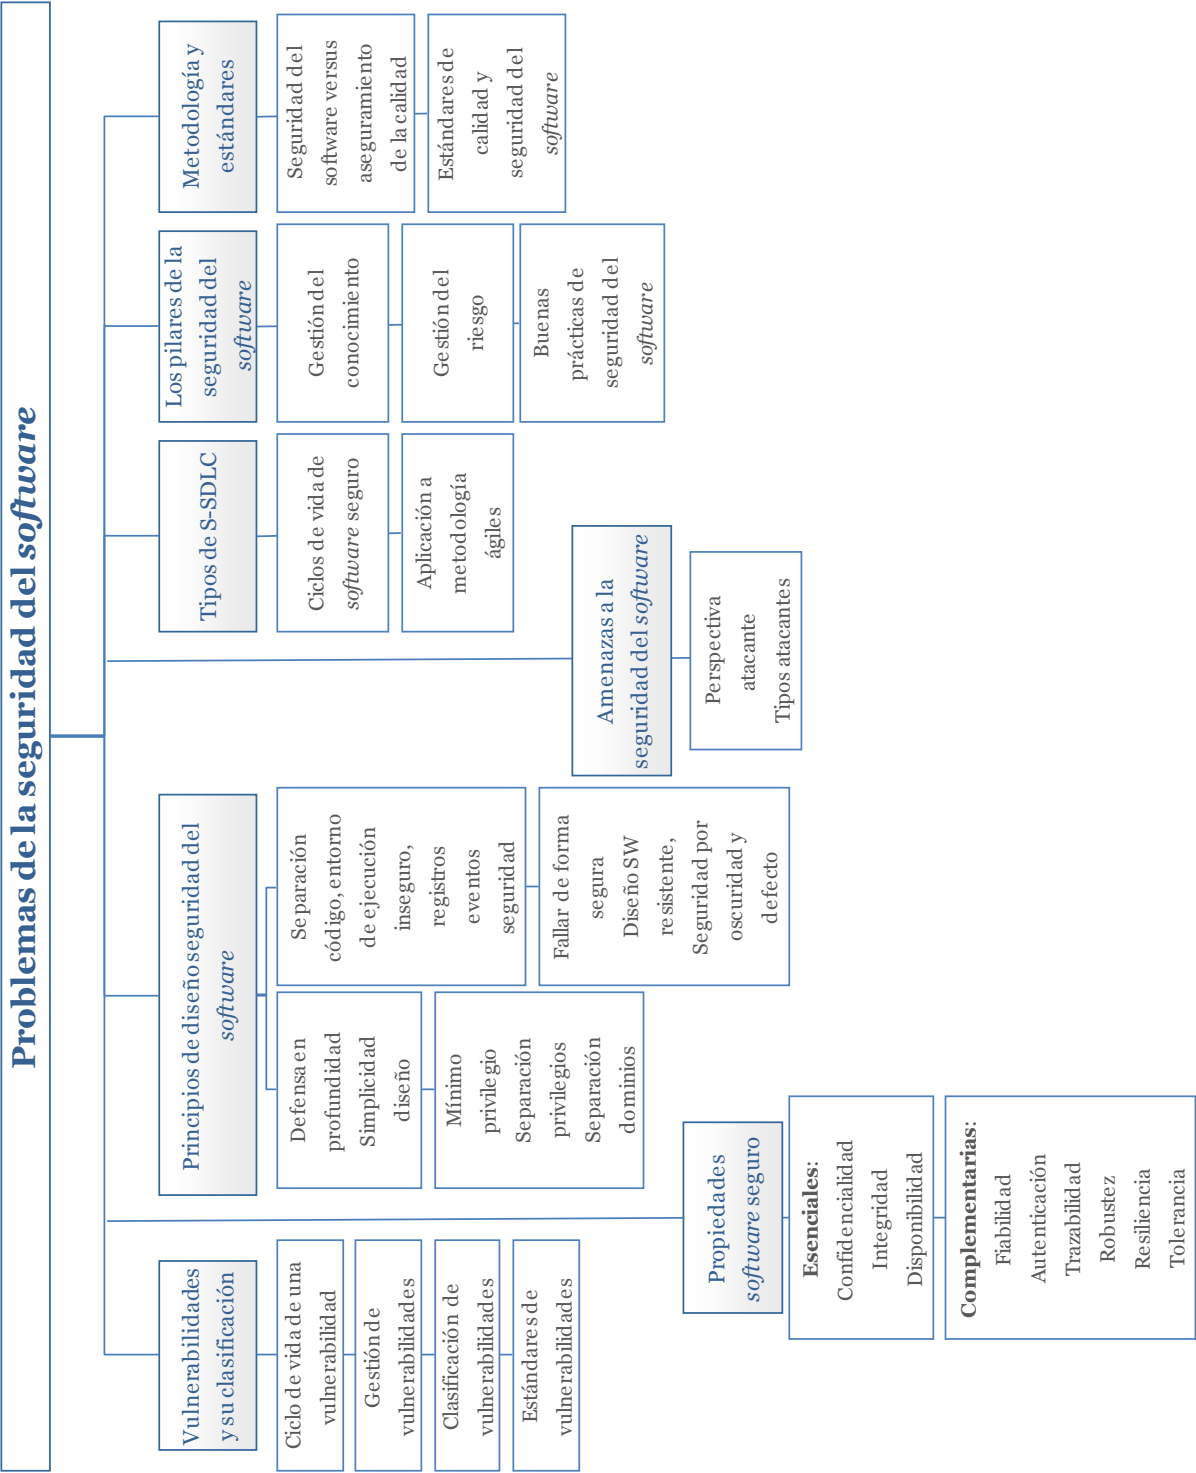 Problemas de la seguridad del software
Vulnerabilidades
y su clasificación
Ciclo de vida de una
vulnerabilidad
Gestión de
vulnerabilidades
Clasificación de
vulnerabilidades
Estándares de
vulnerabilidades
Propiedades
software seguro
Esenciales:
Confidencialidad
Integridad
Disponibilidad
Complementarias:
Fiabilidad
Autenticación
Trazabilidad
Robustez
Resiliencia
Tolerancia
Principios de diseño seguridad del
software
Defensa en
profundidad
Simplicidad
diseño
Mínimo
privilegio
Separación
privilegios
Separación
dominios
Separación
código, entorno
de ejecución
inseguro,
registros
eventos
seguridad
Fallar de forma
segura
Diseño SW
resistente,
Seguridad por
oscuridad y
defecto
Amenazas a la
seguridad del software
Perspectiva
atacante
Tipos atacantes
Tipos de S-SDLC
Ciclos de vida de
software seguro
Aplicación a
metodología
ágiles
Los pilares de la
seguridad del
software
Gestión del
conocimiento
Gestión del
riesgo
Buenas
prácticas de
seguridad del
software
Metodología y
estándares
Seguridad del
software versus
aseguramiento
de la calidad
Estándares de
calidad y
seguridad del
software